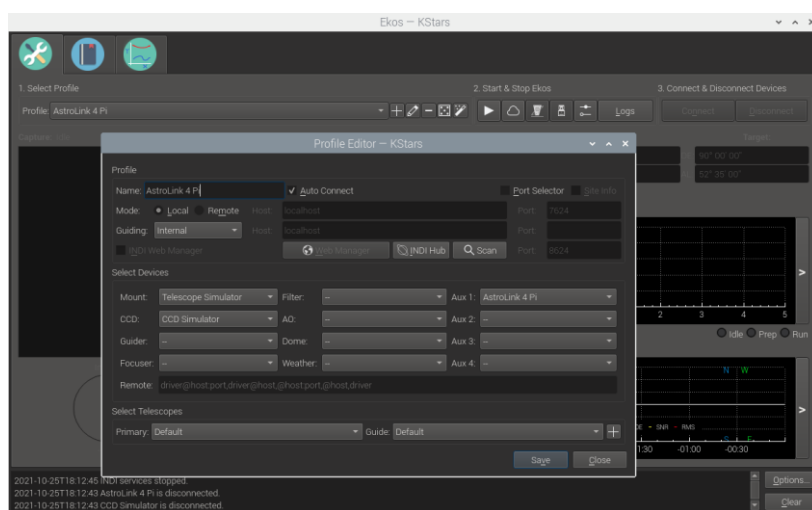 Ekos — KStars
1. Select Profile
2. Start & Stop Ekos
3. Connect & Disconnect Devices
Profile: AstroLink 4 Pi
Logs
Connect
Disconnect
Target:
90° 00' 00"
52° 35' 00"
Profile Editor — KStars
Profile
Name: AstroLink 4 Pi
Auto Connect
Port Selector
Site Info
Mode: Local Remote Host: localhost Port: 7624
Guiding: Internal Host: localhost Port:
INDI Web Manager
Web Manager
INDI Hub
Scan
Port: 8624
Select Devices
Mount: Telescope Simulator Filter: -- Aux 1: AstroLink 4 Pi
CCD: CCD Simulator AO: -- Aux 2: --
Guider: -- Dome: -- Aux 3: --
Focuser: -- Weather: -- Aux 4: --
Remote: driver@host:port,driver@host,@host:port,@host,driver
Select Telescopes
Primary: Default Guide: Default
Save
Close
2 3 4 5
Idle Prep Run
N W
SNR RMS
S E
1:30 -01:00 -00:30
2021-10-25T18:12:45 INDI services stopped.
2021-10-25T18:12:43 AstroLink 4 Pi is disconnected.
2021-10-25T18:12:43 CCD Simulator is disconnected.
Options...
Clear